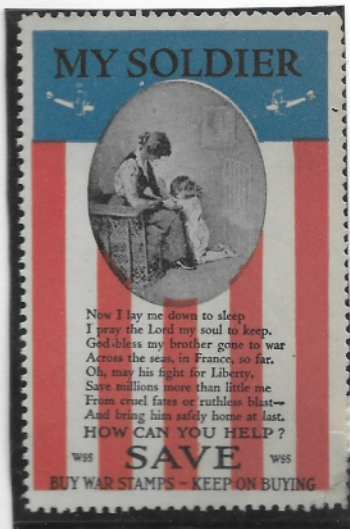 MY SOLDIER
Now I lay me down to sleep
I pray the Lord my soul to keep.
God bless my brother gone to war
Across the seas, in France, so far.
Oh, may his fight for Liberty,
Save millions more than little me
From cruel fates or ruthless blast—
And bring him safely home at last.
HOW CAN YOU HELP?
WSS SAVE WSS
BUY WAR STAMPS – KEEP ON BUYING